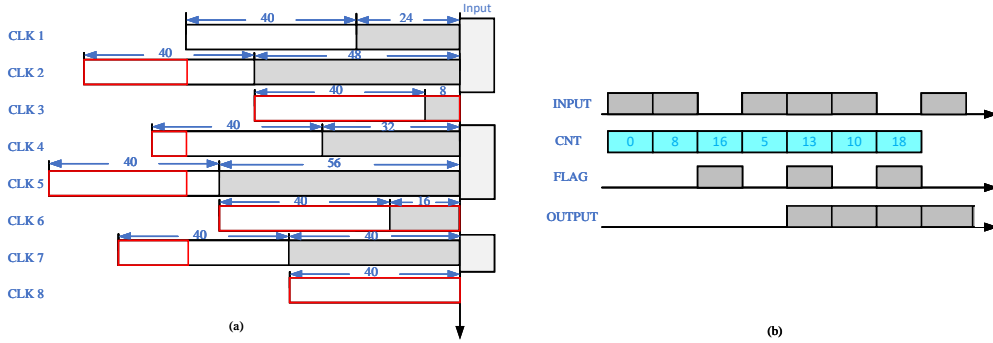 Input
40 24
CLK 1
40 48
CLK 2
40 8
CLK 3
40 32
CLK 4
40 56
CLK 5
40 16
CLK 6
40 40
CLK 7
40
CLK 8
(a)
INPUT
CNT 0 8 16 5 13 10 18
FLAG
OUTPUT
(b)